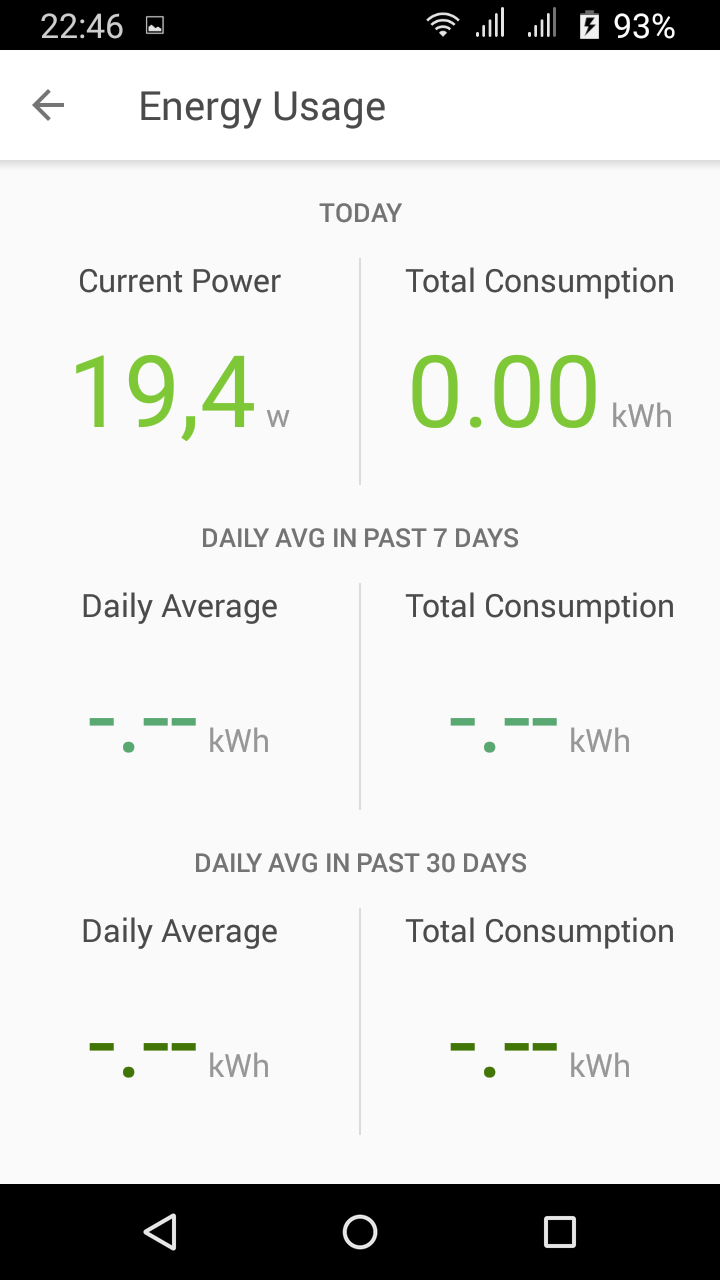 22:46 93%
Energy Usage
TODAY
Current Power Total Consumption
19,4 w 0.00 kWh
DAILY AVG IN PAST 7 DAYS
Daily Average Total Consumption
-.-- kWh -.-- kWh
DAILY AVG IN PAST 30 DAYS
Daily Average Total Consumption
-.-- kWh -.-- kWh